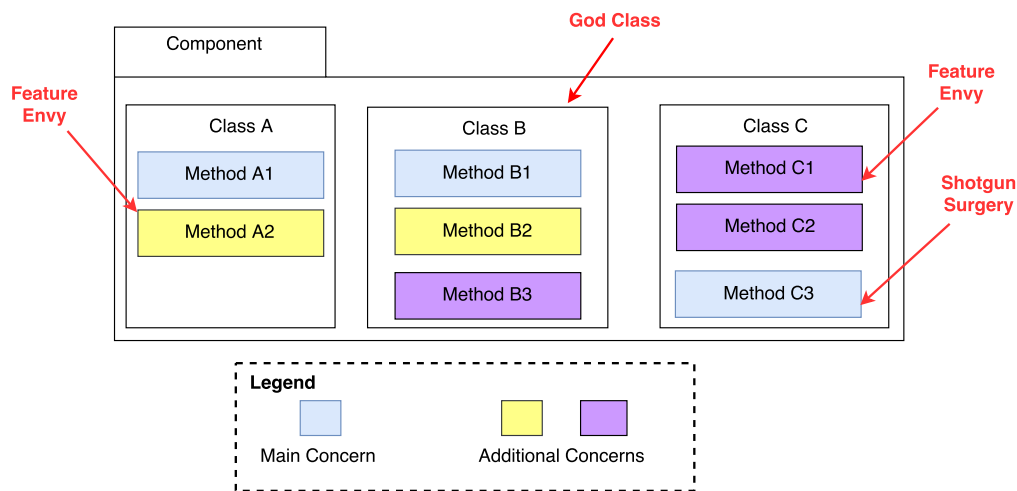 God Class
Component
Feature
Envy
Feature
Envy
Class A
Class B
Class C
Method A1
Method B1
Method C1
Shotgun
Surgery
Method A2
Method B2
Method C2
Method B3
Method C3
Legend
Main Concern
Additional Concerns